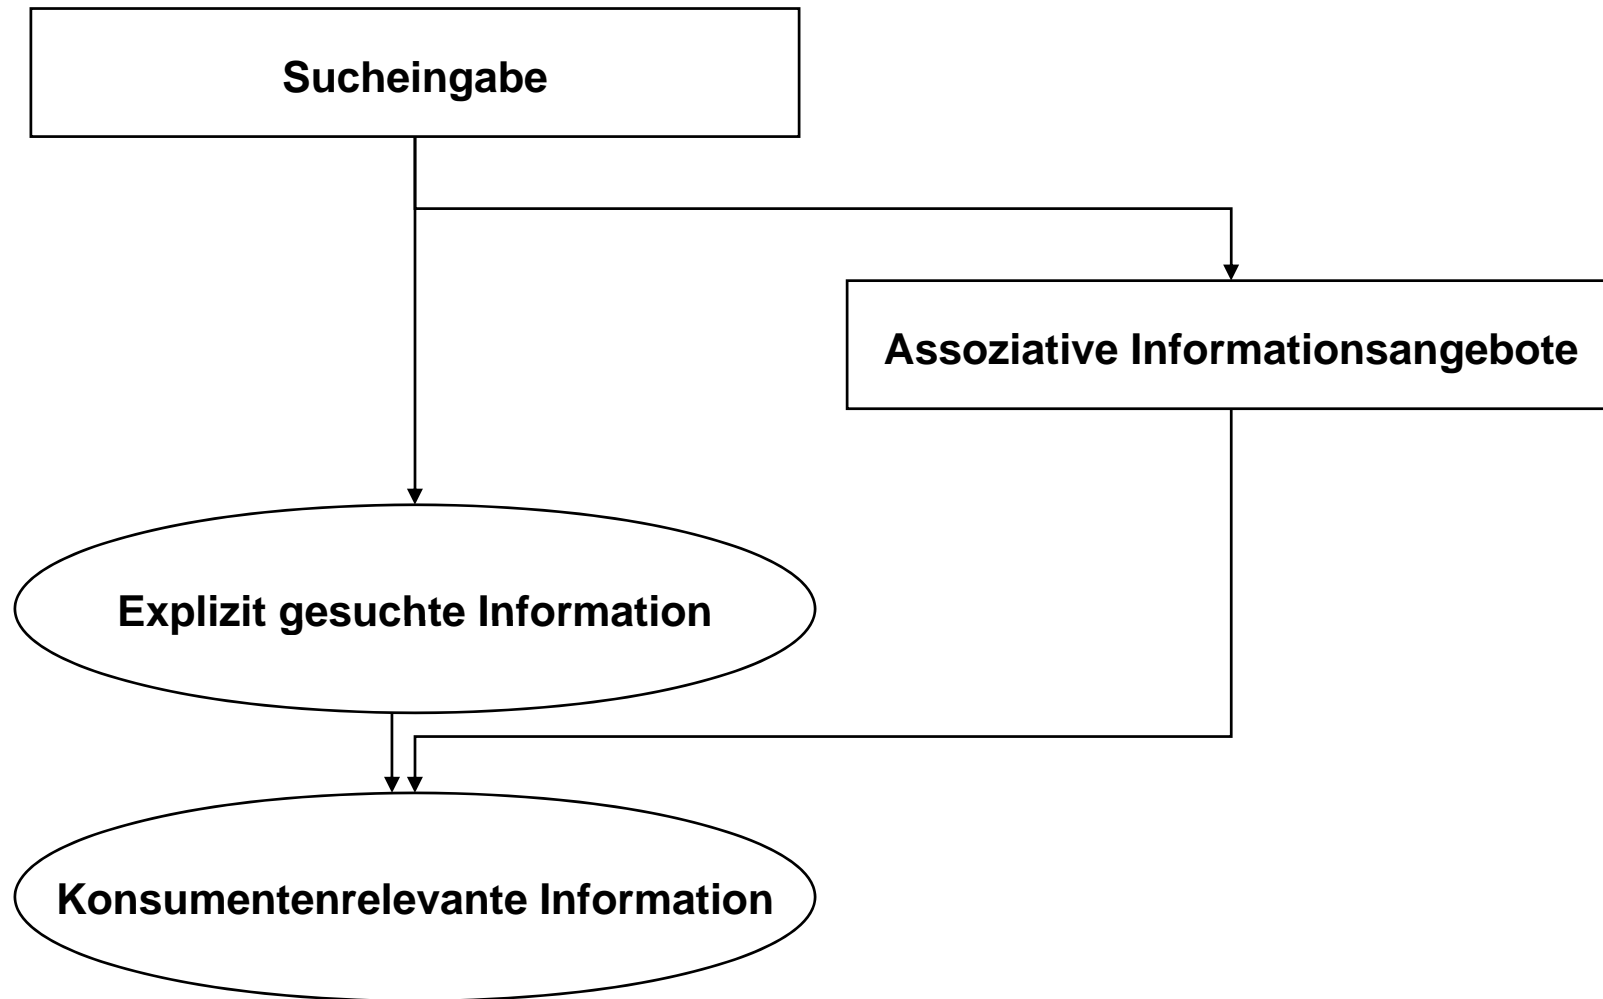 Sucheingabe
Assoziative Informationsangebote
Explizit gesuchte Information
Konsumentenrelevante Information